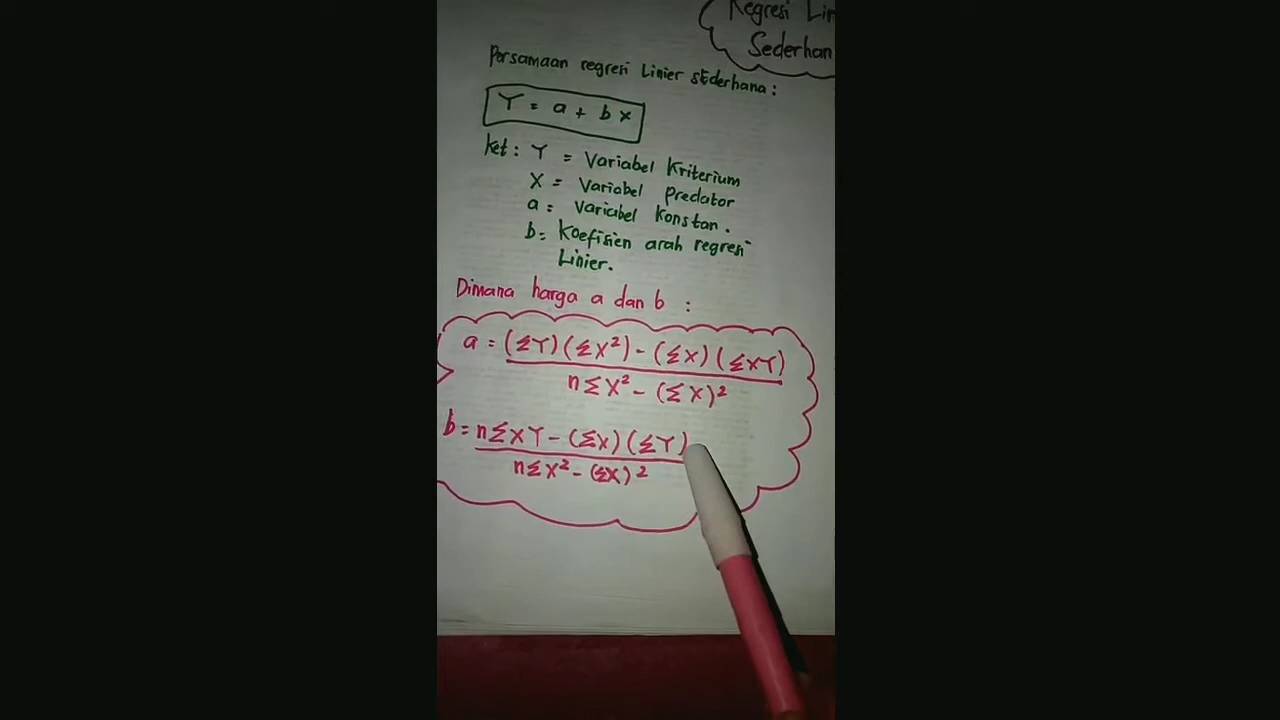 Regresi Lin
Sederhan
Persamaan regresi Linier sederhana :
Y = a + b x
ket : Y = Variabel Kriterium
X = Variabel predator
a = Variabel Konstan.
b = Koefisien arah regresi
Linier.
Dimana harga a dan b :
a = (ΣY) (ΣX²) - (ΣX) (ΣXY)
nΣX² - (ΣX)²
b = nΣXY - (ΣX) (ΣY)
nΣX² - (ΣX)²